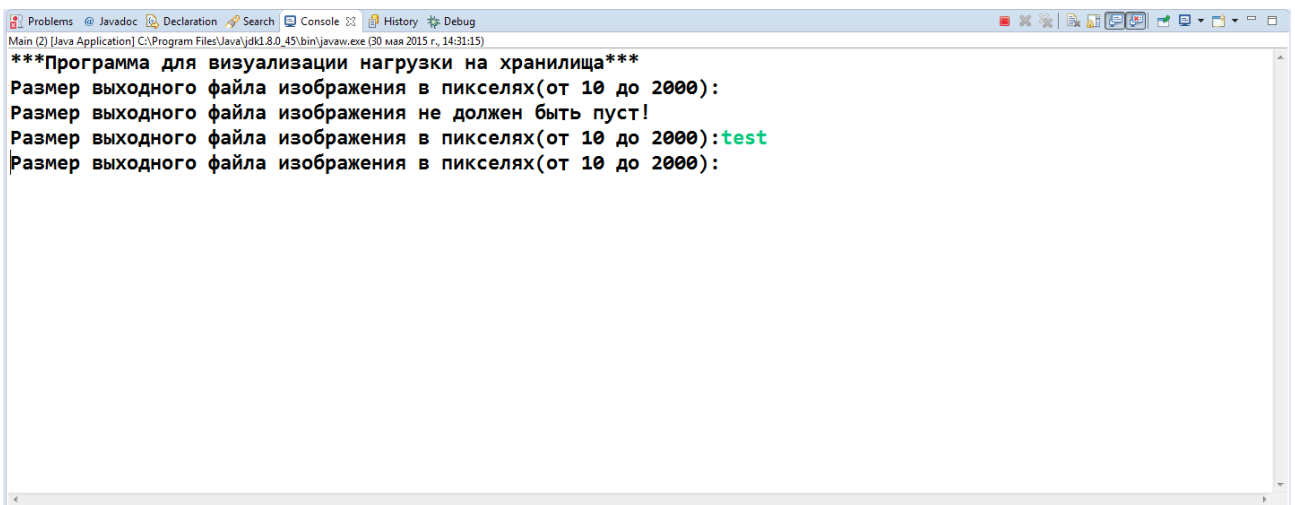 Problems @ Javadoc Declaration Search Console History Debug
Main (2) [Java Application] C:\Program Files\Java\jdk1.8.0_45\bin\javaw.exe (30 мая 2015 г., 14:31:15)
***Программа для визуализации нагрузки на хранилища***
Размер выходного файла изображения в пикселях(от 10 до 2000):
Размер выходного файла изображения не должен быть пуст!
Размер выходного файла изображения в пикселях(от 10 до 2000):test
Размер выходного файла изображения в пикселях(от 10 до 2000):